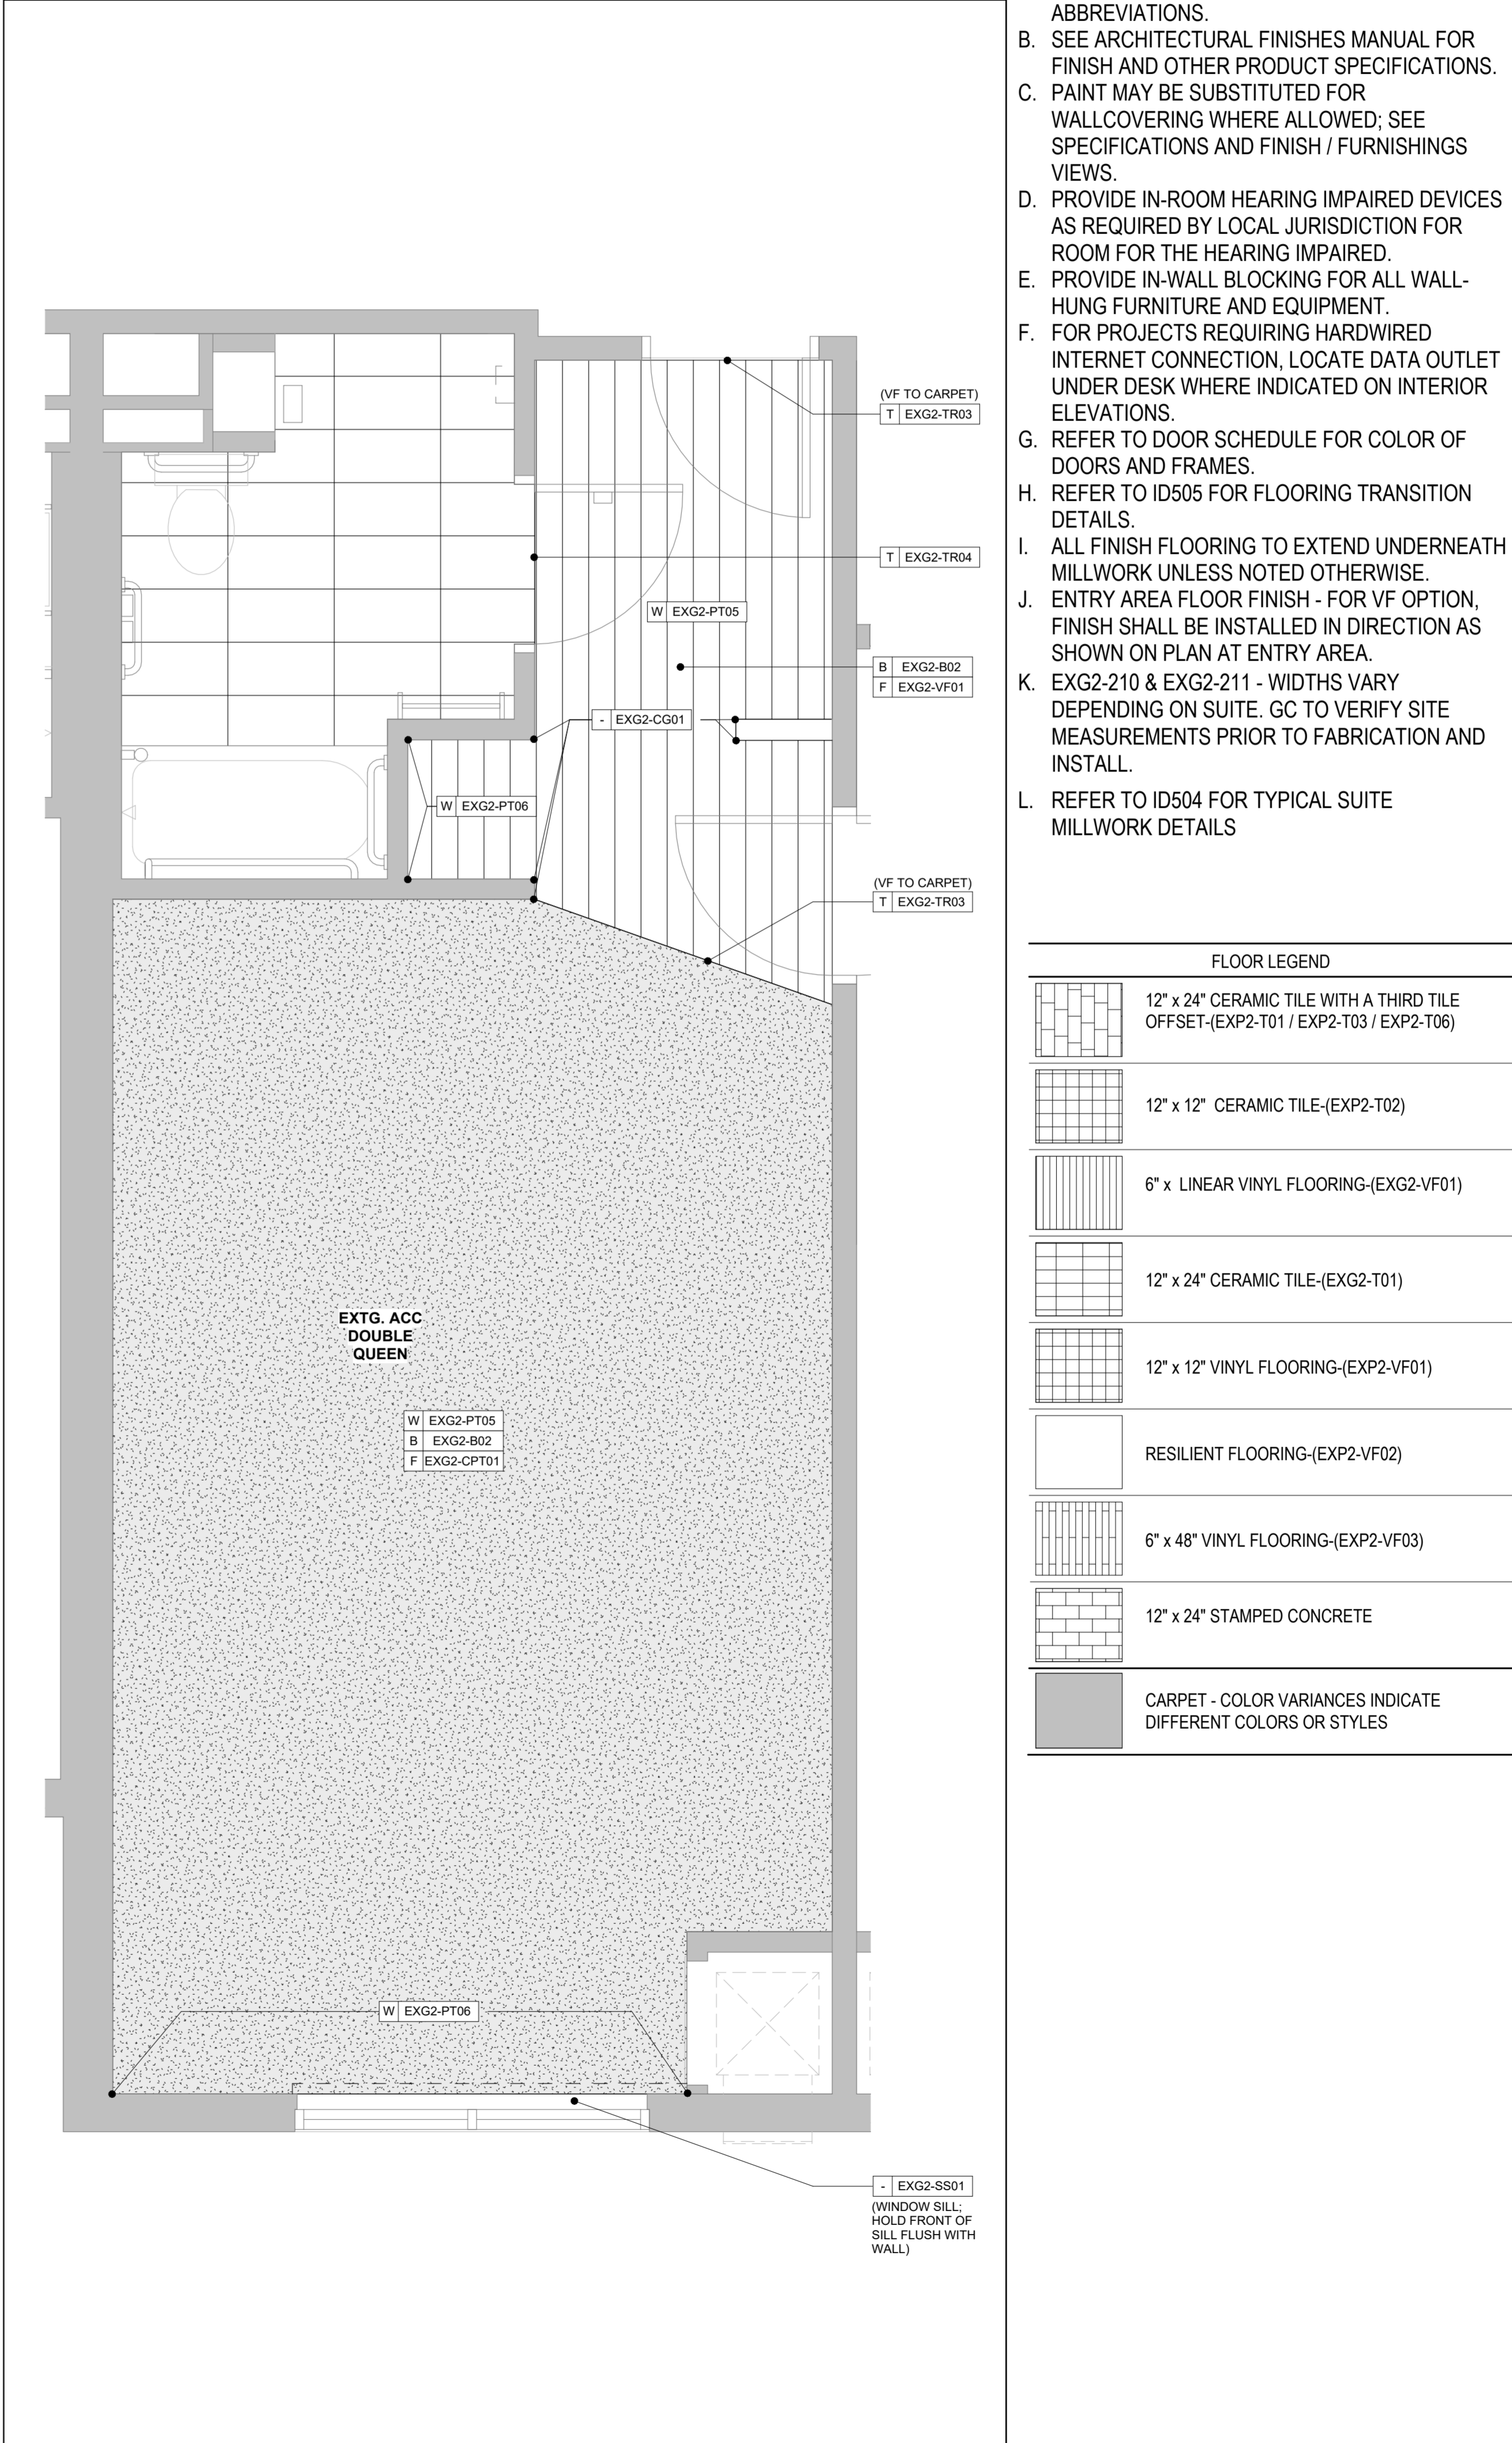 (VF TO CARPET)
T EXG2-TR03
T EXG2-TR04
W EXG2-PT05
B EXG2-B02
F EXG2-VF01
- EXG2-CG01
W EXG2-PT06
(VF TO CARPET)
T EXG2-TR03
EXTG. ACC
DOUBLE
QUEEN
W EXG2-PT05
B EXG2-B02
F EXG2-CPT01
W EXG2-PT06
- EXG2-SS01
(WINDOW SILL;
HOLD FRONT OF
SILL FLUSH WITH
WALL)
ABBREVIATIONS.
B. SEE ARCHITECTURAL FINISHES MANUAL FOR
FINISH AND OTHER PRODUCT SPECIFICATIONS.
C. PAINT MAY BE SUBSTITUTED FOR
WALLCOVERING WHERE ALLOWED; SEE
SPECIFICATIONS AND FINISH / FURNISHINGS
VIEWS.
D. PROVIDE IN-ROOM HEARING IMPAIRED DEVICES
AS REQUIRED BY LOCAL JURISDICTION FOR
ROOM FOR THE HEARING IMPAIRED.
E. PROVIDE IN-WALL BLOCKING FOR ALL WALL-
HUNG FURNITURE AND EQUIPMENT.
F. FOR PROJECTS REQUIRING HARDWIRED
INTERNET CONNECTION, LOCATE DATA OUTLET
UNDER DESK WHERE INDICATED ON INTERIOR
ELEVATIONS.
G. REFER TO DOOR SCHEDULE FOR COLOR OF
DOORS AND FRAMES.
H. REFER TO ID505 FOR FLOORING TRANSITION
DETAILS.
I. ALL FINISH FLOORING TO EXTEND UNDERNEATH
MILLWORK UNLESS NOTED OTHERWISE.
J. ENTRY AREA FLOOR FINISH - FOR VF OPTION,
FINISH SHALL BE INSTALLED IN DIRECTION AS
SHOWN ON PLAN AT ENTRY AREA.
K. EXG2-210 & EXG2-211 - WIDTHS VARY
DEPENDING ON SUITE. GC TO VERIFY SITE
MEASUREMENTS PRIOR TO FABRICATION AND
INSTALL.
L. REFER TO ID504 FOR TYPICAL SUITE
MILLWORK DETAILS
FLOOR LEGEND
12" x 24" CERAMIC TILE WITH A THIRD TILE
OFFSET-(EXP2-T01 / EXP2-T03 / EXP2-T06)
12" x 12" CERAMIC TILE-(EXP2-T02)
6" x LINEAR VINYL FLOORING-(EXG2-VF01)
12" x 24" CERAMIC TILE-(EXG2-T01)
12" x 12" VINYL FLOORING-(EXP2-VF01)
RESILIENT FLOORING-(EXP2-VF02)
6" x 48" VINYL FLOORING-(EXP2-VF03)
12" x 24" STAMPED CONCRETE
CARPET - COLOR VARIANCES INDICATE
DIFFERENT COLORS OR STYLES